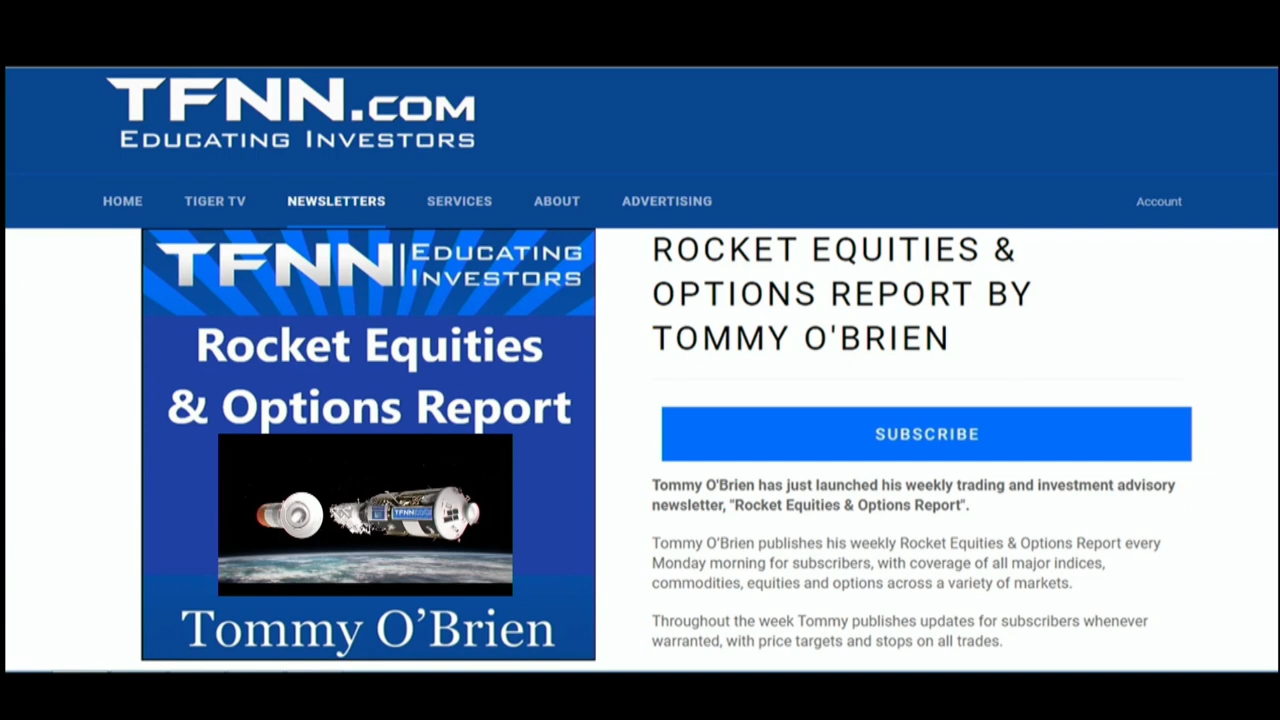 TFNN.COM
EDUCATING INVESTORS
HOME TIGER TV NEWSLETTERS SERVICES ABOUT ADVERTISING Account
TFNN EDUCATING
INVESTORS
Rocket Equities
& Options Report
TFNN.COM
Tommy O’Brien
ROCKET EQUITIES &
OPTIONS REPORT BY
TOMMY O'BRIEN
SUBSCRIBE
Tommy O'Brien has just launched his weekly trading and investment advisory
newsletter, "Rocket Equities & Options Report".
Tommy O’Brien publishes his weekly Rocket Equities & Options Report every
Monday morning for subscribers, with coverage of all major indices,
commodities, equities and options across a variety of markets.
Throughout the week Tommy publishes updates for subscribers whenever
warranted, with price targets and stops on all trades.